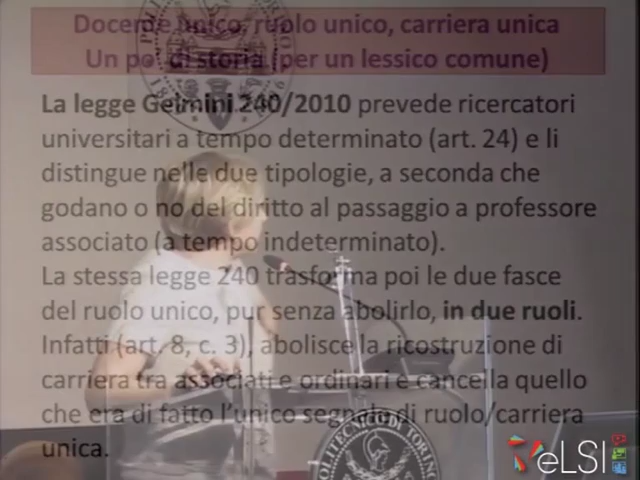 Docente unico, ruolo unico, carriera unica
Un po' di storia (per un lessico comune)
La legge Gelmini 240/2010 prevede ricercatori
universitari a tempo determinato (art. 24) e li
distingue nelle due tipologie, a seconda che
godano o no del diritto al passaggio a professore
associato (a tempo indeterminato).
La stessa legge 240 trasforma poi le due fasce
del ruolo unico, pur senza abolirlo, in due ruoli.
Infatti (art. 8, c. 3), abolisce la ricostruzione di
carriera tra associati e ordinari e cancella quello
che era di fatto l'unico segnale di ruolo/carriera
unica.
POLITECNICO DI TORINO
YeLSI